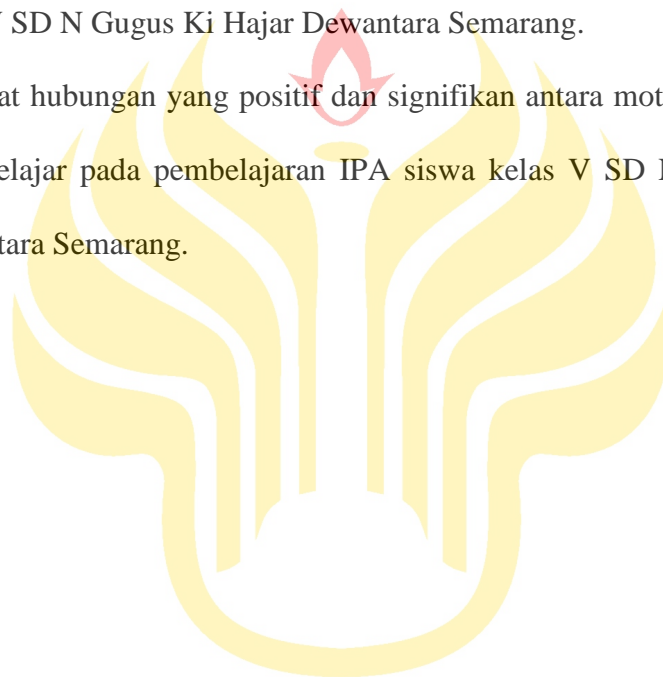 SD N Gugus Ki Hajar Dewantara Semarang.
hubungan yang positif dan signifikan antara
pada pembelajaran IPA siswa kelas V SD
Semarang.